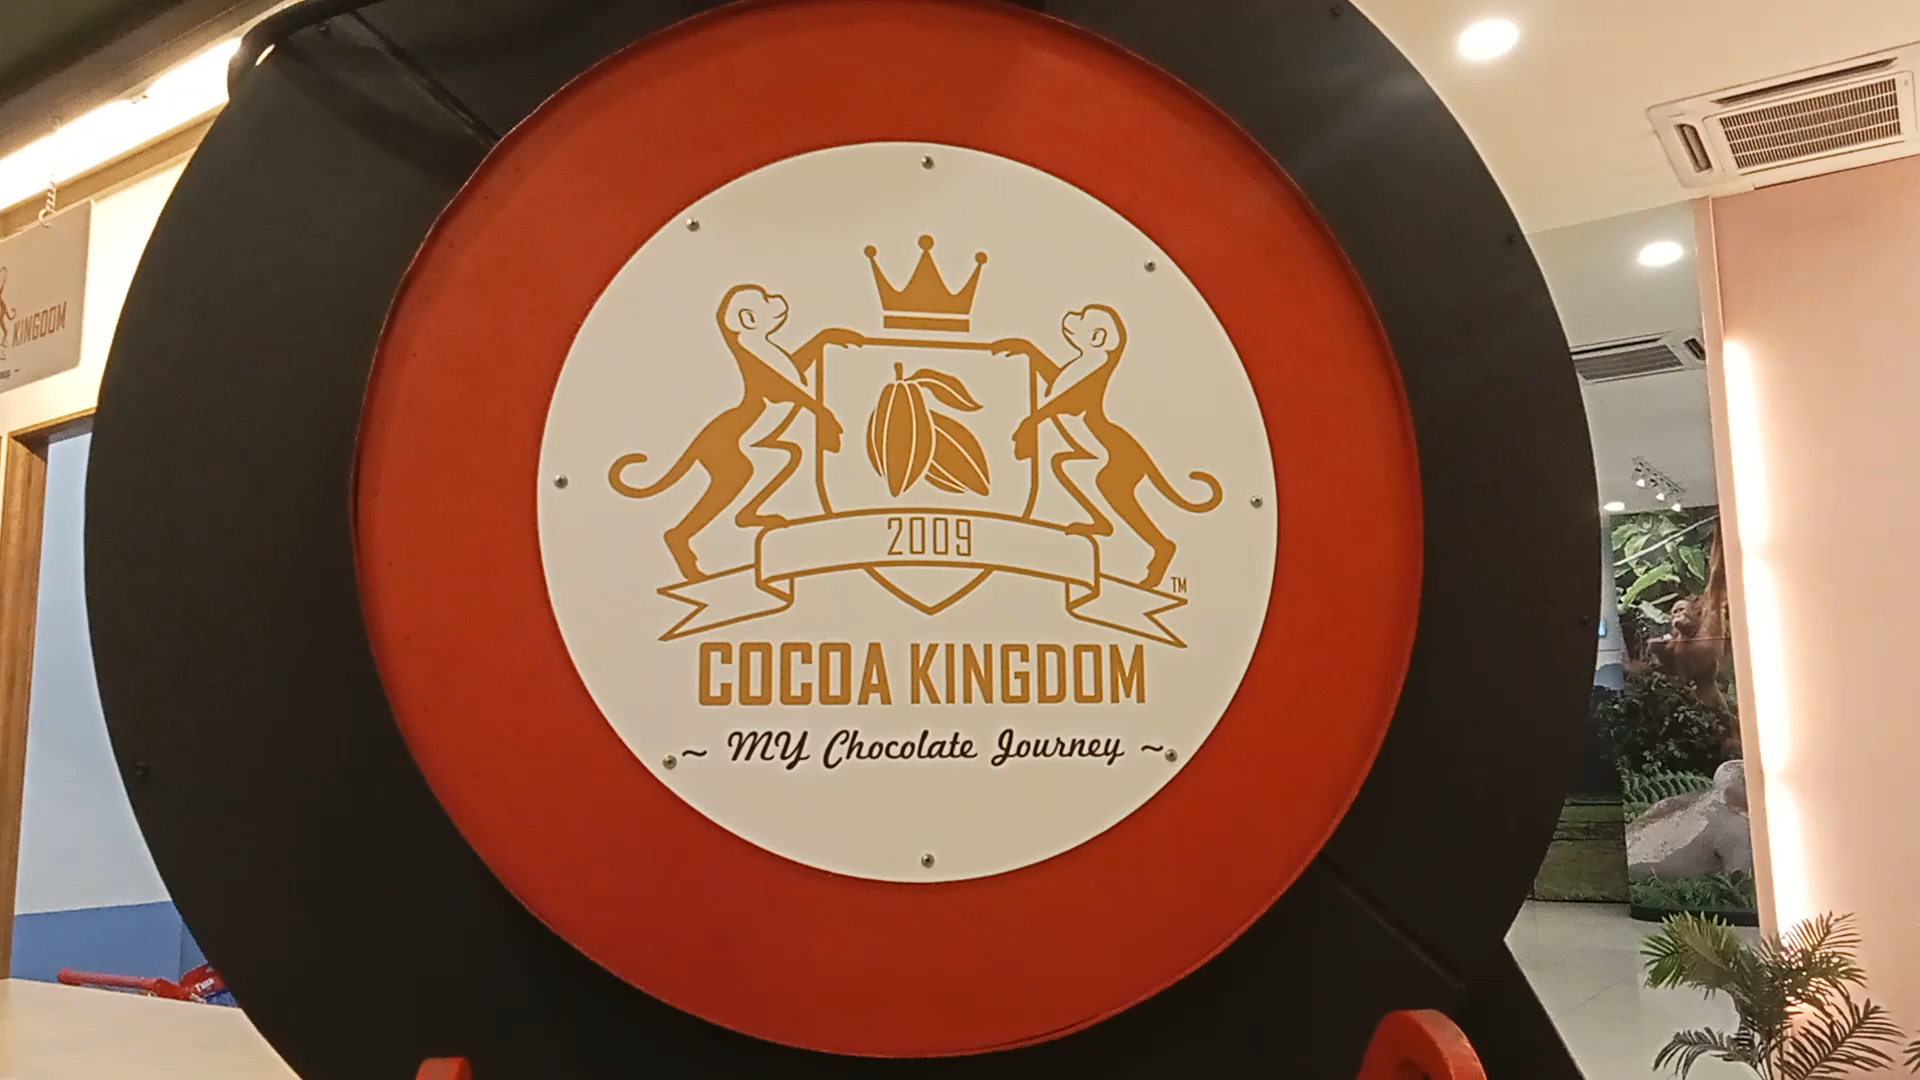 KINGDOM
2009
TM
COCOA KINGDOM
~ MY Chocolate Journey ~